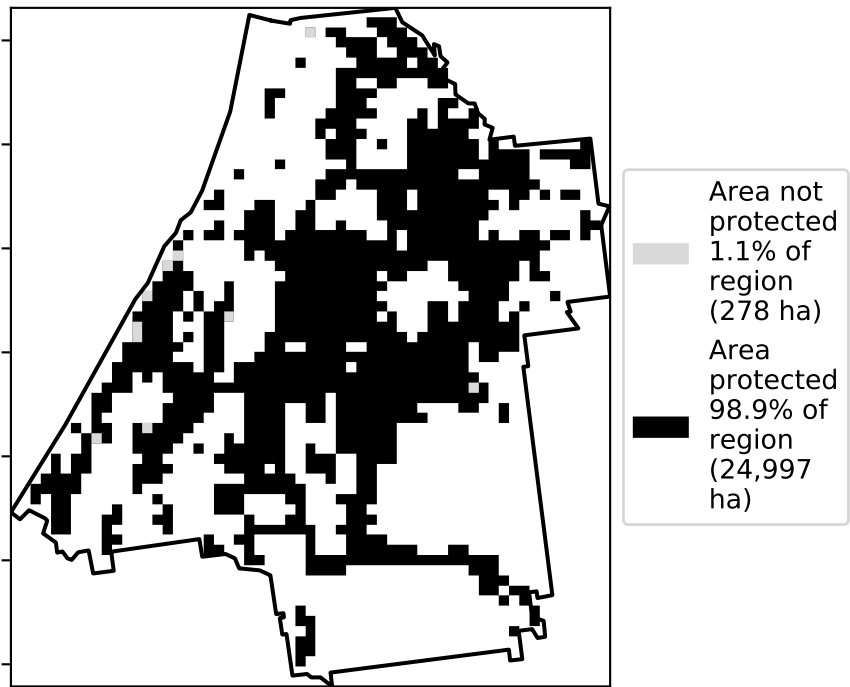 Area not
protected
1.1% of
region
(278 ha)
Area
protected
98.9% of
region
(24,997
ha)